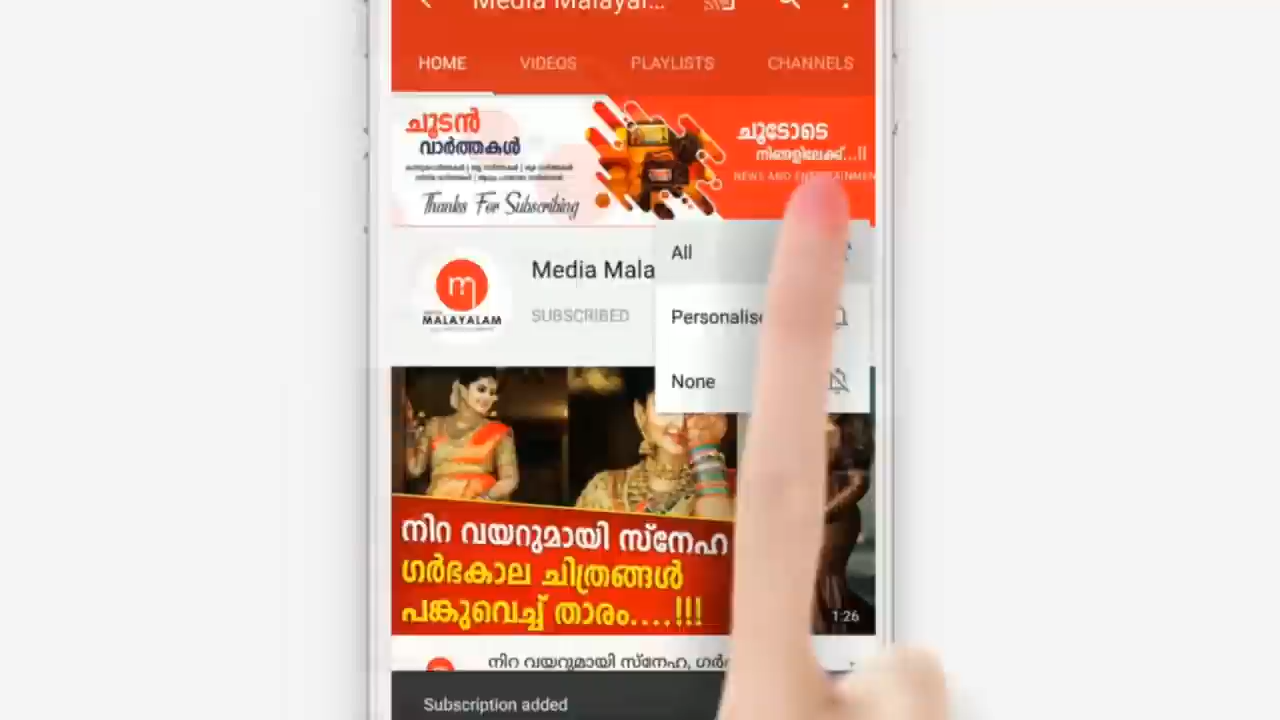 Media Malayal...
HOME
VIDEOS
PLAYLISTS
CHANNELS
ചൂടൻ
വാർത്തകൾ
Thanks For Subscribing
ചൂടോടെ
നിങ്ങളിലേക്ക്...!!
NEWS AND ENTERTAINMEN
All
Media Mala
m
MALAYALAM
SUBSCRIBED
Personalise
None
നിറ വയറുമായി സ്നേഹ
ഗർഭകാല ചിത്രങ്ങൾ
പങ്കുവെച്ച് താരം....!!!
1:26
നിറ വയറുമായി സ്നേഹ, ഗർ
Subscription added